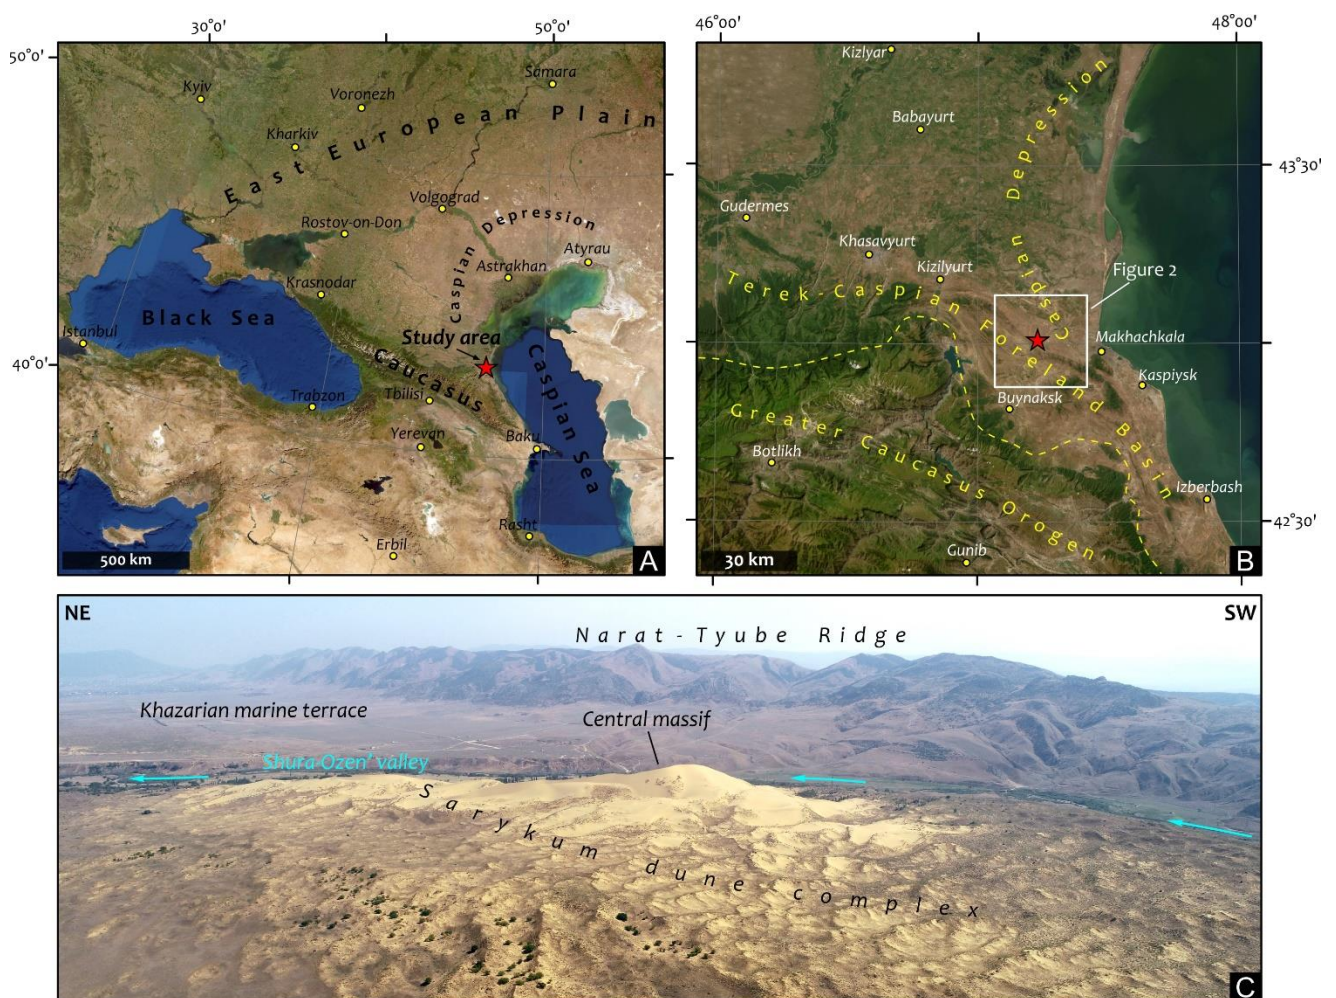 30°0'
50°0'
50°0'
Samara
Kyiv
Voronezh
East European Plain
Kharkiv
Volgograd
Rostov-on-Don
Caspian Depression
Atyrau
Astrakhan
Krasnodar
Black Sea
Istanbul
Study area
40°0'
Caucasus
Caspian Sea
Trabzon
Tbilisi
Yerevan
Baku
Rasht
Erbil
500 km
A
46°00'
48°00'
Kizlyar
Babayurt
Caspian Depression
43°30'
Gudermes
Khasavyurt
Kizilyurt
Figure 2
Terek-Caspian Foreland Basin
Makhachkala
Kaspiysk
Buynaksk
Greater Caucasus Orogen
Botlikh
Izberbash
42°30'
Gunib
30 km
B
NE
SW
Narat-Tyube Ridge
Khazarian marine terrace
Central massif
Shura-Ozen' valley
Sarykum dune complex
C